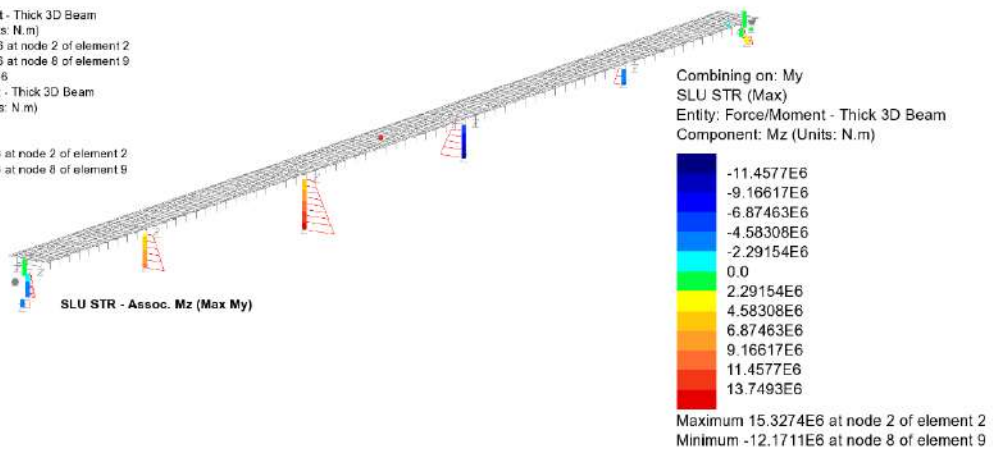 t - Thick 3D Beam
s: N.m)
6 at node 2 of element 2
6 at node 8 of element 9
6
t - Thick 3D Beam
s: N.m)
at node 2 of element 2
at node 8 of element 9
SLU STR - Assoc. Mz (Max My)
Combining on: My
SLU STR (Max)
Entity: Force/Moment - Thick 3D Beam
Component: Mz (Units: N.m)
-11.4577E6
-9.16617E6
-6.87463E6
-4.58308E6
-2.29154E6
0.0
2.29154E6
4.58308E6
6.87463E6
9.16617E6
11.4577E6
13.7493E6
Maximum 15.3274E6 at node 2 of element 2
Minimum -12.1711E6 at node 8 of element 9